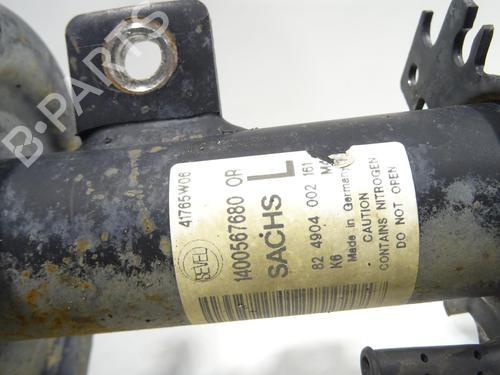 B-PARTS
41765W06
SEVEL
1400567680 OR
SACHS L
82 4904 002 161
K6 Made in Germany
CAUTION
CONTAINS NITROGEN
DO NOT OPEN